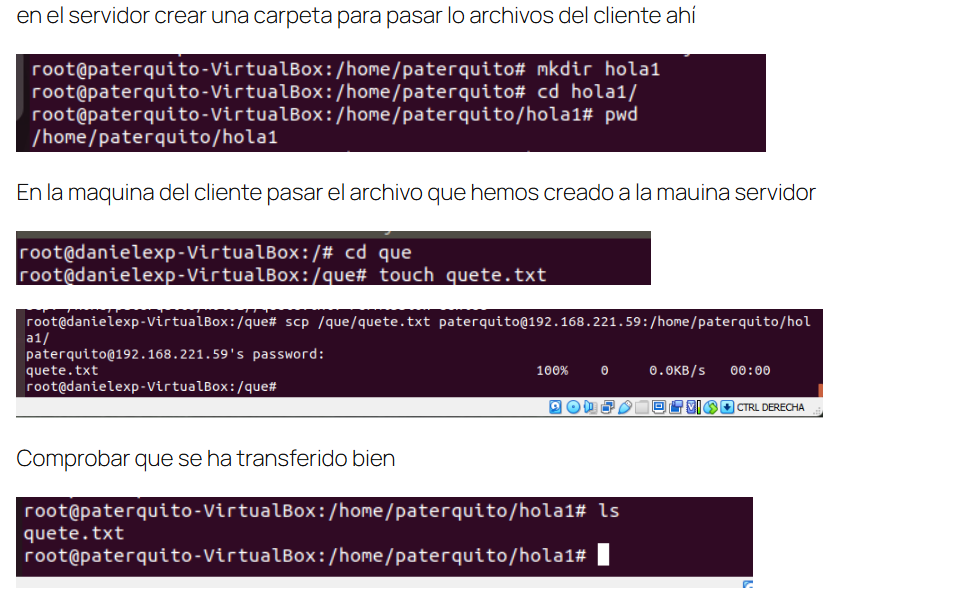 en el servidor crear una carpeta para pasar lo archivos del cliente ahí
root@paterquito-VirtualBox:/home/paterquito# mkdir hola1
root@paterquito-VirtualBox:/home/paterquito# cd hola1/
root@paterquito-VirtualBox:/home/paterquito/hola1# pwd
/home/paterquito/hola1
En la maquina del cliente pasar el archivo que hemos creado a la mauina servidor
root@danielexp-VirtualBox:/# cd que
root@danielexp-VirtualBox:/que# touch quete.txt
root@danielexp-VirtualBox:/que# scp /que/quete.txt paterquito@192.168.221.59:/home/paterquito/hol
a1/
paterquito@192.168.221.59's password:
quete.txt 100% 0 0.0KB/s 00:00
root@danielexp-VirtualBox:/que#
CTRL DERECHA
Comprobar que se ha transferido bien
root@paterquito-VirtualBox:/home/paterquito/hola1# ls
quete.txt
root@paterquito-VirtualBox:/home/paterquito/hola1#